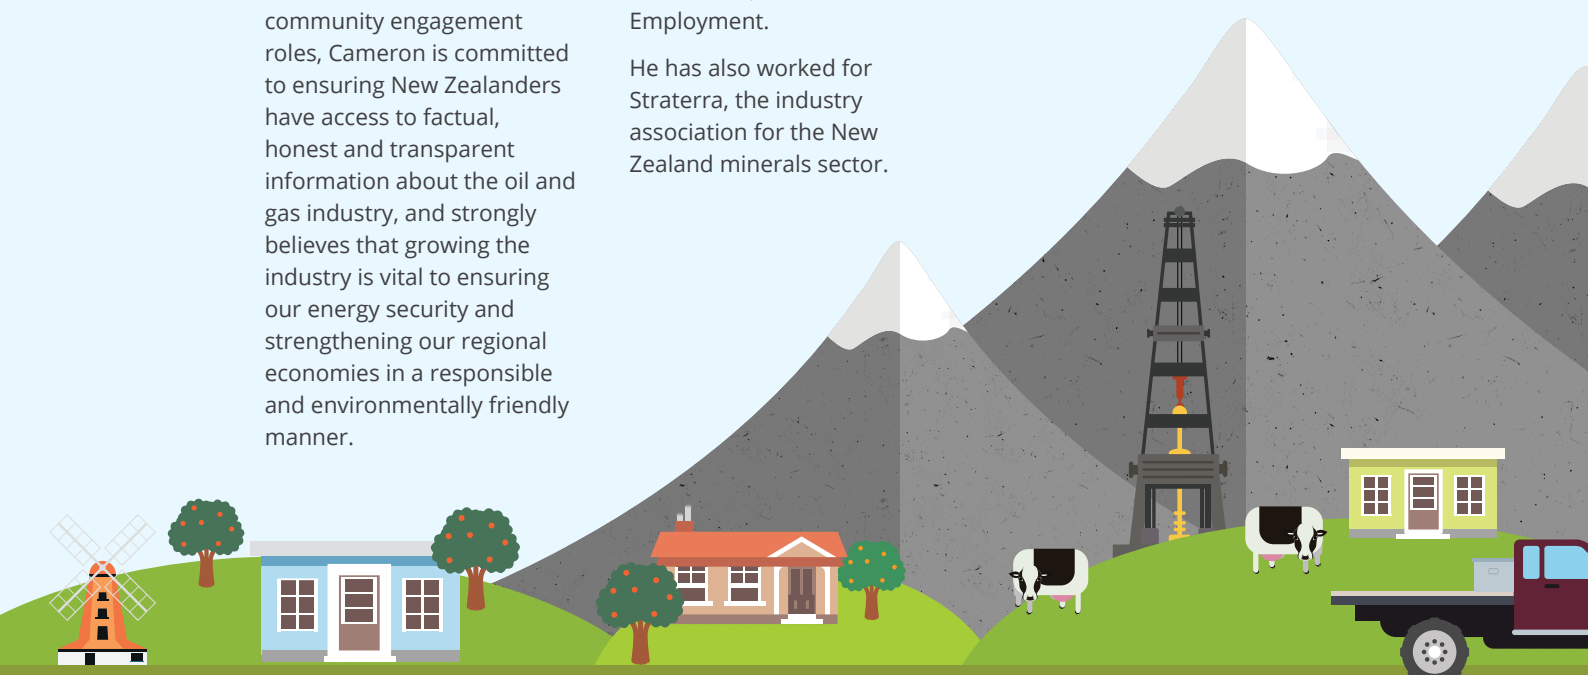 community engagement
roles, Cameron is committed
to ensuring New Zealanders
have access to factual,
honest and transparent
information about the oil and
gas industry, and strongly
believes that growing the
industry is vital to ensuring
our energy security and
strengthening our regional
economies in a responsible
and environmentally friendly
manner.
Employment.
He has also worked for
Straterra, the industry
association for the New
Zealand minerals sector.